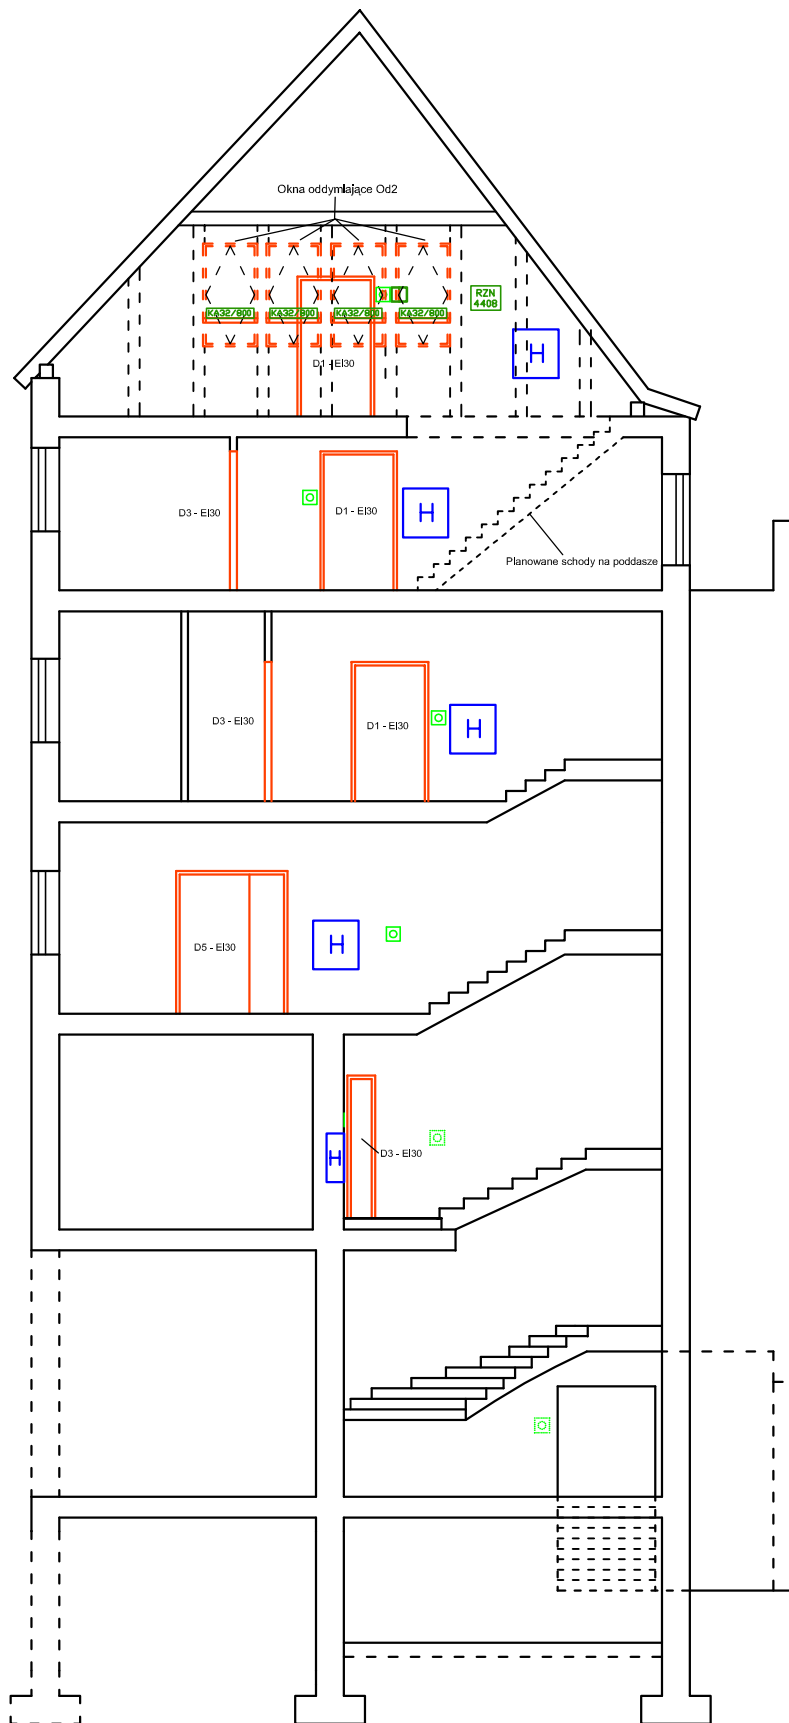 Okna oddymiające Od2
RZN
4408
KA32/800 KA32/800 KA32/800 KA32/800
H
D1 - EI30
D3 - EI30
D1 - EI30
H
Planowane schody na poddasze
D3 - EI30
D1 - EI30
H
D5 - EI30
H
H
D3 - EI30